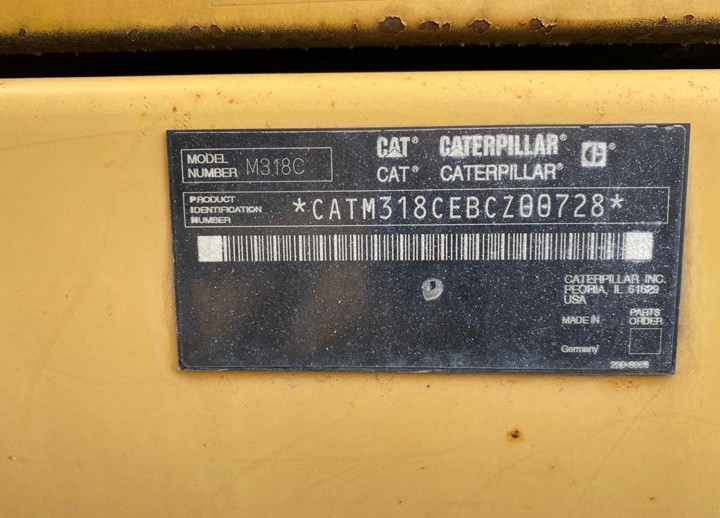 MODEL NUMBER M318C
CAT® CATERPILLAR®
CAT® CATERPILLAR®
PRODUCT IDENTIFICATION NUMBER *CATM318CEBCZ00728*
CATERPILLAR INC.
PEORIA, IL 61629
USA
MADE IN
Germany
PARTS
ORDER